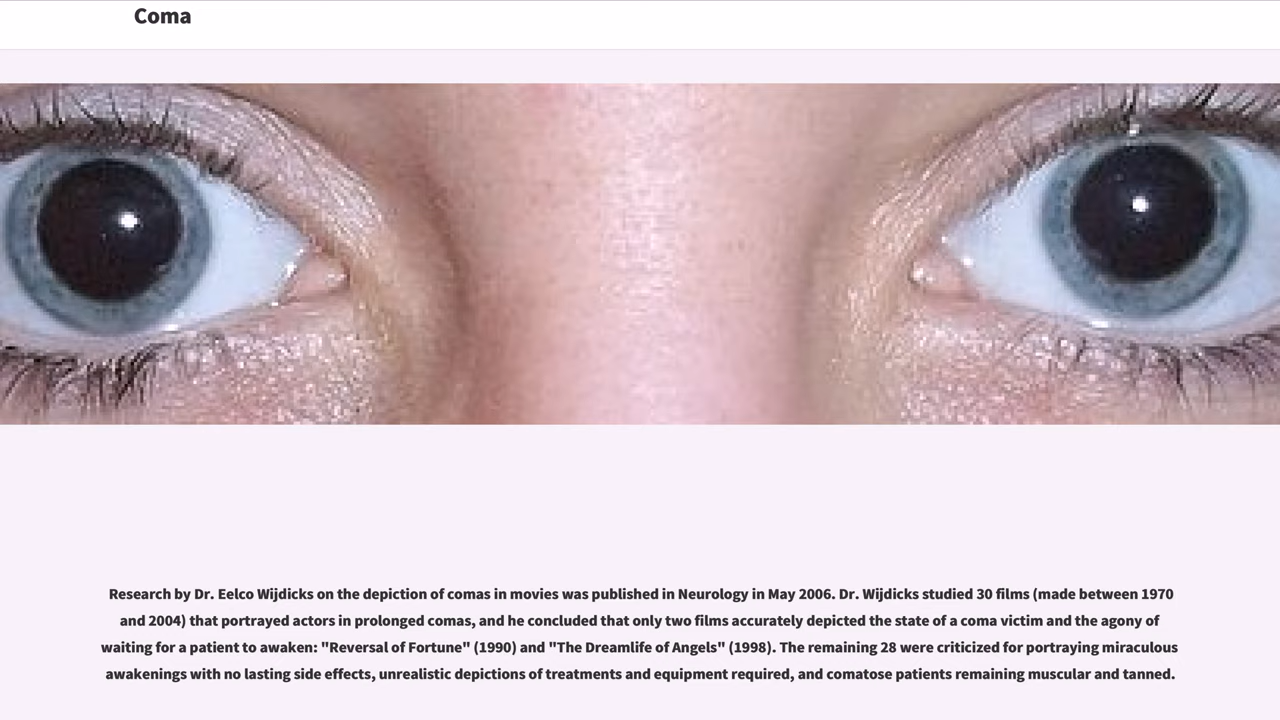 Coma
Research by Dr. Eelco Wijdicks on the depiction of comas in movies was published in Neurology in May 2006. Dr. Wijdicks studied 30 films (made between 1970
and 2004) that portrayed actors in prolonged comas, and he concluded that only two films accurately depicted the state of a coma victim and the agony of
waiting for a patient to awaken: "Reversal of Fortune" (1990) and "The Dreamlife of Angels" (1998). The remaining 28 were criticized for portraying miraculous
awakenings with no lasting side effects, unrealistic depictions of treatments and equipment required, and comatose patients remaining muscular and tanned.